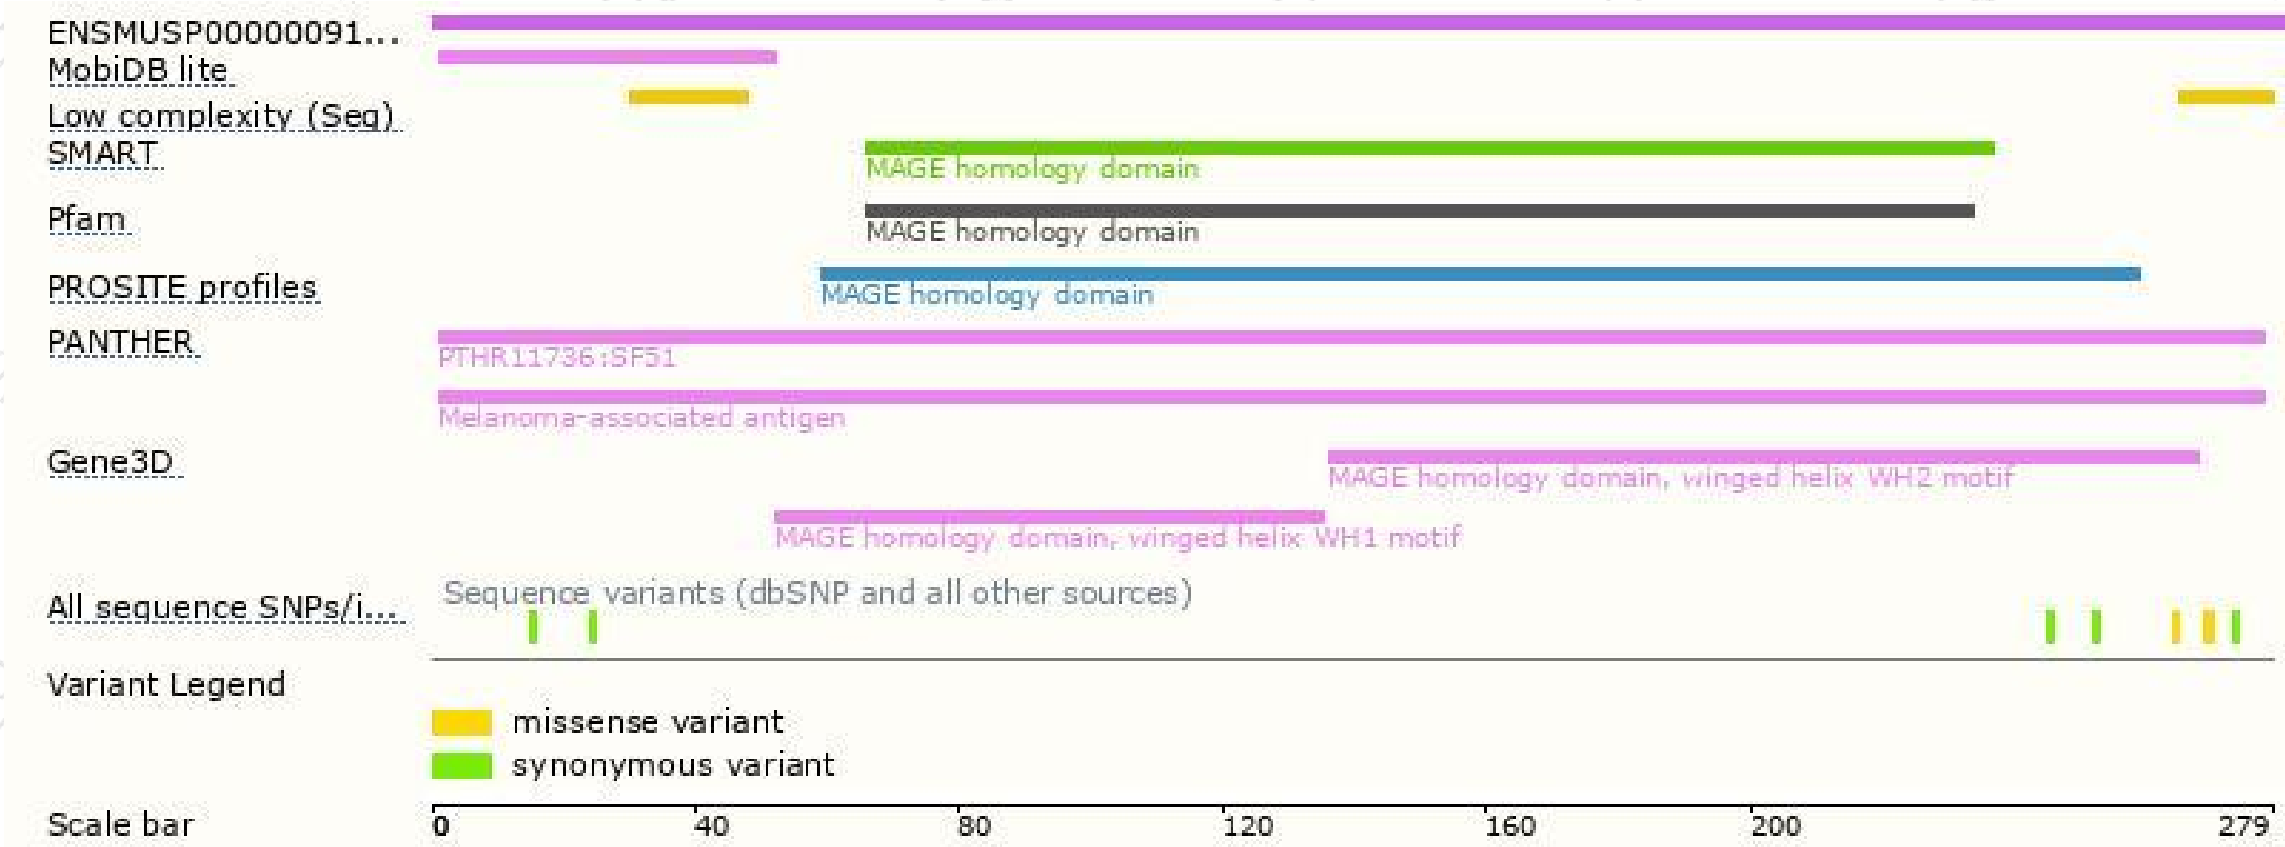 ENSMUSP00000091...
MobiDB lite
Low complexity (Seg)
SMART
MAGE homology domain
Pfam
MAGE homology domain
PROSITE profiles
MAGE homology domain
PANTHER
PTHR11736:SF51
Melanoma-associated antigen
Gene3D
MAGE homology domain, winged helix WH2 motif
MAGE homology domain, winged helix WH1 motif
All sequence SNPs/i...
Sequence variants (dbSNP and all other sources)
Variant Legend
missense variant
synonymous variant
Scale bar
0 40 80 120 160 200 279